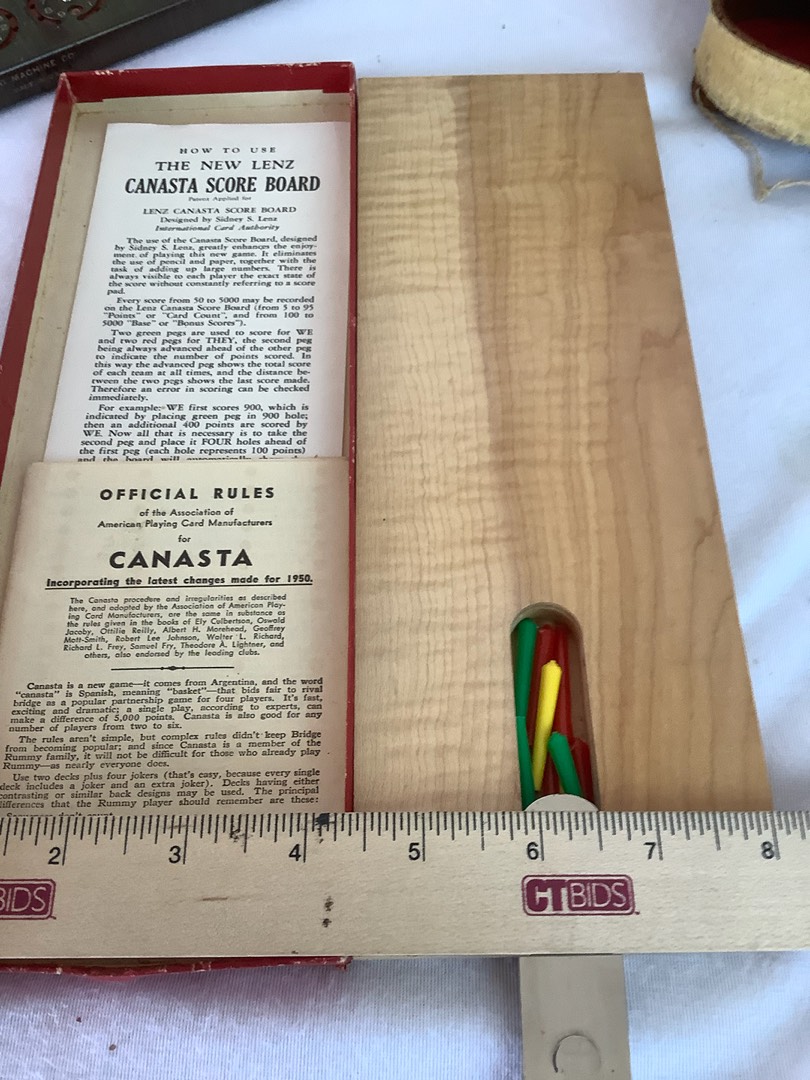 MACHINE CO
HOW TO USE
THE NEW LENZ
CANASTA SCORE BOARD
Patent Applied for
LENZ CANASTA SCORE BOARD
Designed by Sidney S. Lenz
International Card Authority
The use of the Canasta Score Board, designed
by Sidney S. Lenz, greatly enhances the enjoy-
ment of playing this new game. It eliminates
the use of pencil and paper, together with the
task of adding up large numbers. There is
always visible to each player the exact state of
the score without constantly referring to a score
pad.
Every score from 50 to 5000 may be recorded
on the Lenz Canasta Score Board (from 5 to 95
"Points" or "Card Count", and from 100 to
5000 "Base" or "Bonus Scores").
Two green pegs are used to score for WE
and two red pegs for THEY, the second peg
being always advanced ahead of the other peg
to indicate the number of points scored. In
this way the advanced peg shows the total score
of each team at all times, and the distance be-
tween the two pegs shows the last score made.
Therefore an error in scoring can be checked
immediately.
For example: WE first scores 900, which is
indicated by placing green peg in 900 hole;
then an additional 400 points are scored by
WE. Now all that is necessary is to take the
second peg and place it FOUR holes ahead of
the first peg (each hole represents 100 points)
and the board will automatically
OFFICIAL RULES
of the Association of
American Playing Card Manufacturers
for
CANASTA
Incorporating the latest changes made for 1950.
The Canasta procedure and irregularities as described
here, and adopted by the Association of American Play-
ing Card Manufacturers, are the same in substance as
the rules given in the books of Ely Culbertson, Oswald
Jacoby, Ottilie Reilly, Albert H. Morehead, Geoffrey
Mott-Smith, Robert Lee Johnson, Walter L. Richard,
Richard L. Frey, Samuel Fry, Theodore A. Lightner, and
others, also endorsed by the leading clubs.
Canasta is a new game—it comes from Argentina, and the word
"canasta" is Spanish, meaning "basket"—that bids fair to rival
bridge as a popular partnership game for four players. It's fast,
exciting and dramatic; a single play, according to experts, can
make a difference of 5,000 points. Canasta is also good for any
number of players from two to six.
The rules aren't simple, but complex rules didn't keep Bridge
from becoming popular; and since Canasta is a member of the
Rummy family, it will not be difficult for those who already play
Rummy—as nearly everyone does.
Use two decks plus four jokers (that's easy, because every single
deck includes a joker and an extra joker). Decks having either
contrasting or similar back designs may be used. The principal
differences that the Rummy player should remember are these:
2 3 4 5 6 7 8
BIDS
CTBIDS